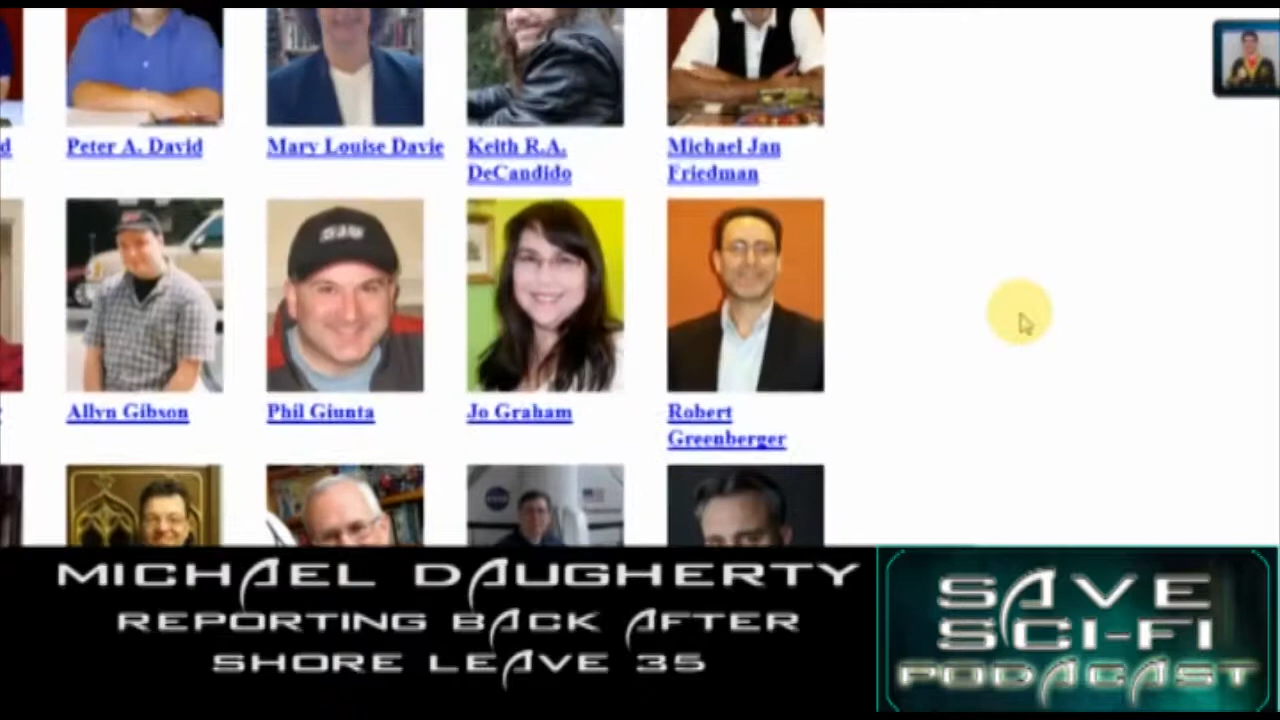 d
Peter A. David
Mary Louise Davie
Keith R.A.
DeCandido
Michael Jan
Friedman
Allyn Gibson
Phil Giunta
Jo Graham
Robert
Greenberger
MICHAEL DAUGHERTY
REPORTING BACK AFTER
SHORE LEAVE 35
SAVE
SCI-FI
PODACAST